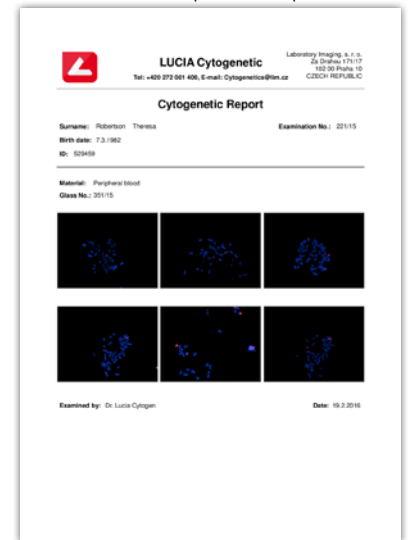 LUCIA Cytogenetic
Laboratory Imaging, s. r. o.
Za Drahou 171/17
102 00 Praha 10
CZECH REPUBLIC
Tel: +420 272 001 400, E-mail: Cytogenetics@lim.cz
Cytogenetic Report
Surname: Robertson Theresa
Examination No.: 221/15
Birth date: 7.3.1982
ID: 529459
Material: Peripheral blood
Glass No.: 351/15
Examined by: Dr. Lucia Cytogen
Date: 19.2.2016